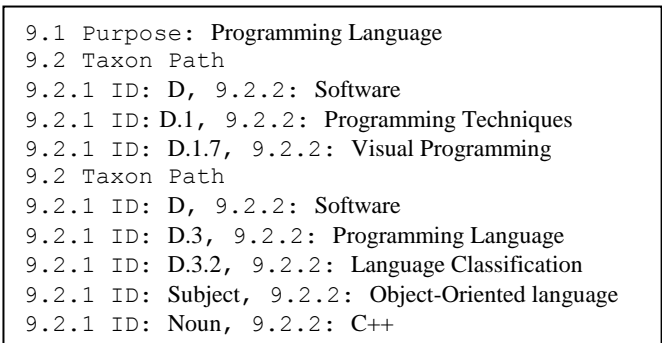 9.1 Purpose: Programming Language
9.2 Taxon Path
9.2.1 ID: D, 9.2.2: Software
9.2.1 ID: D.1, 9.2.2: Programming Techniques
9.2.1 ID: D.1.7, 9.2.2: Visual Programming
9.2 Taxon Path
9.2.1 ID: D, 9.2.2: Software
9.2.1 ID: D.3, 9.2.2: Programming Language
9.2.1 ID: D.3.2, 9.2.2: Language Classification
9.2.1 ID: Subject, 9.2.2: Object-Oriented language
9.2.1 ID: Noun, 9.2.2: C++